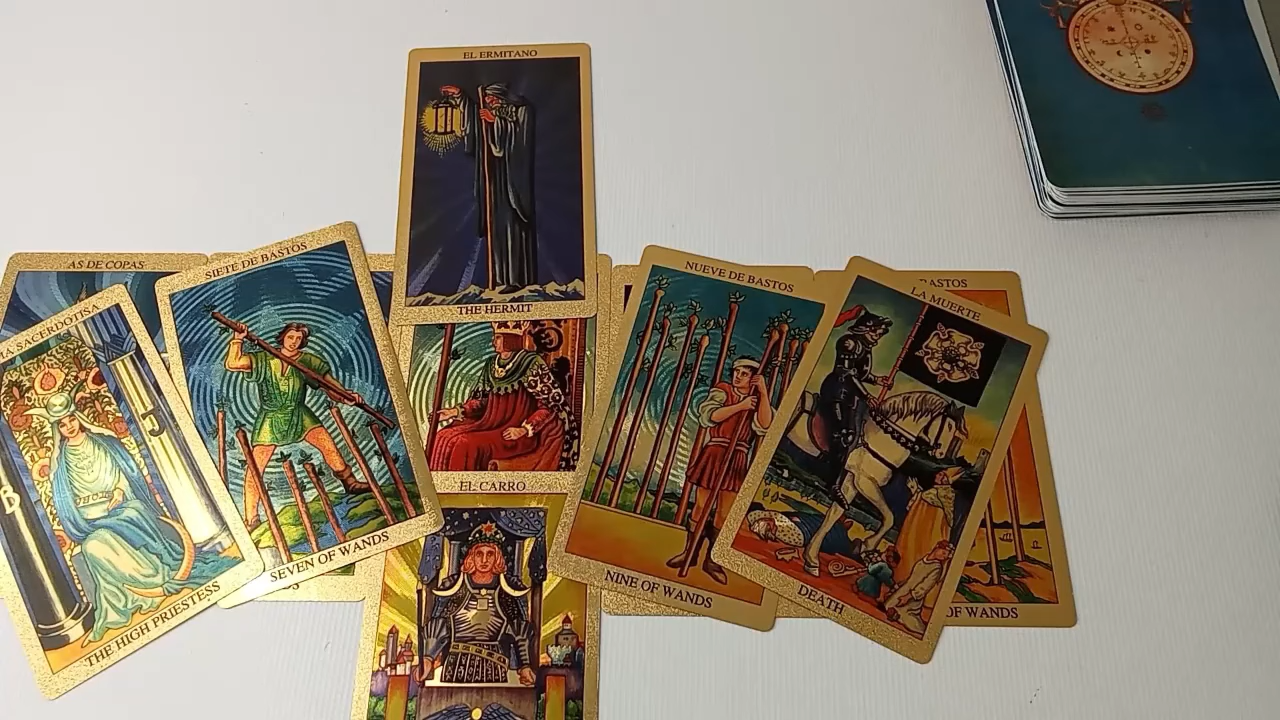 EL ERMITANO
THE HERMIT
AS DE COPAS
SACERDOTISA
B
J
THE HIGH PRIESTESS
SIETE DE BASTOS
SEVEN OF WANDS
EL CARRO
NUEVE DE BASTOS
NINE OF WANDS
LA MUERTE
DEATH
BASTOS
OF WANDS